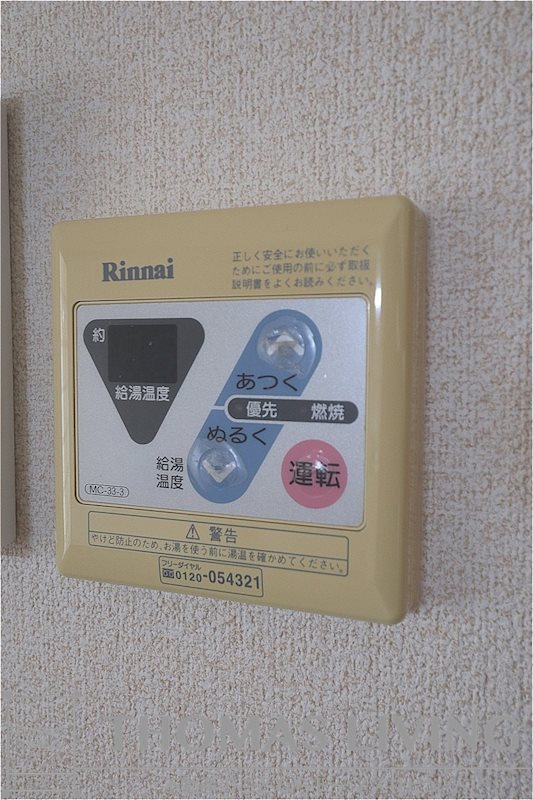 Rinnai
正しく安全にお使いいただく
ためにご使用の前に必ず取扱
説明書をよくお読みください。
約
給湯温度
あつく
優先 燃焼
ぬるく
給湯
温度
運転
MC-33-3
⚠警告
やけど防止のため、お湯を使う前に湯温を確かめてください。
フリーダイヤル
0120-054321
THOMAS LIVING